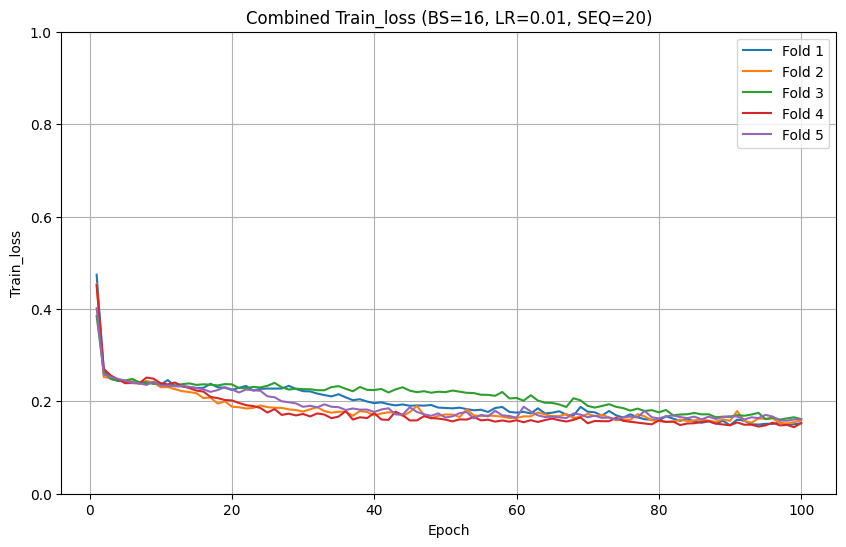 Combined Train_loss (BS=16, LR=0.01, SEQ=20)
Train_loss
1.0
0.8
0.6
0.4
0.2
0.0
Fold 1
Fold 2
Fold 3
Fold 4
Fold 5
0 20 40 60 80 100
Epoch